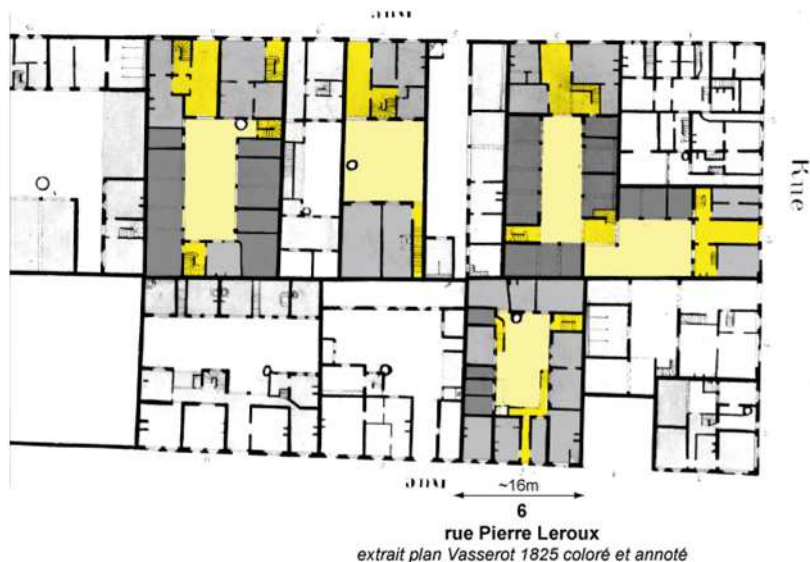 Rue
~16m
6
rue Pierre Leroux
extrait plan Vasserot 1825 coloré et annoté